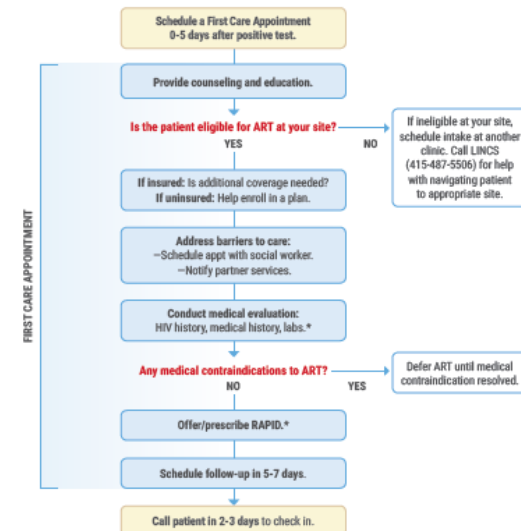 Schedule a First Care Appointment
0-5 days after positive test.
FIRST CARE APPOINTMENT
Provide counseling and education.
Is the patient eligible for ART at your site?
YES
NO
If ineligible at your site,
schedule intake at another
clinic. Call LINCS
(415-487-5506) for help
with navigating patient
to appropriate site.
If insured: Is additional coverage needed?
If uninsured: Help enroll in a plan.
Address barriers to care:
—Schedule appt with social worker.
—Notify partner services.
Conduct medical evaluation:
HIV history, medical history, labs.*
Any medical contraindications to ART?
NO
YES
Defer ART until medical
contraindication resolved.
Offer/prescribe RAPID.*
Schedule follow-up in 5-7 days.
Call patient in 2-3 days to check in.